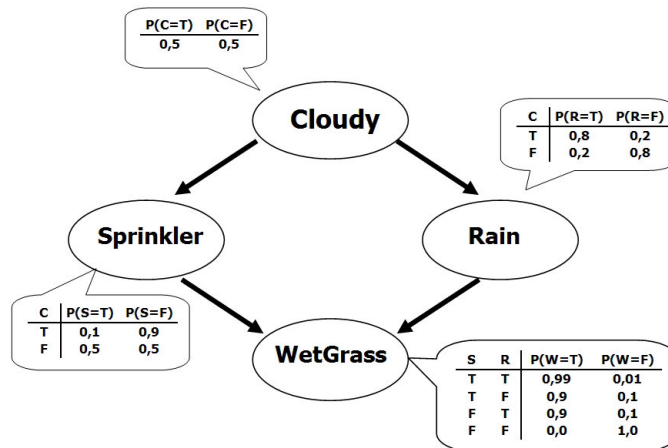 P(C=T) P(C=F)
0,5 0,5
Cloudy
C P(R=T) P(R=F)
T 0,8 0,2
F 0,2 0,8
Sprinkler
Rain
C P(S=T) P(S=F)
T 0,1 0,9
F 0,5 0,5
WetGrass
S R P(W=T) P(W=F)
T T 0,99 0,01
T F 0,9 0,1
F T 0,9 0,1
F F 0,0 1,0